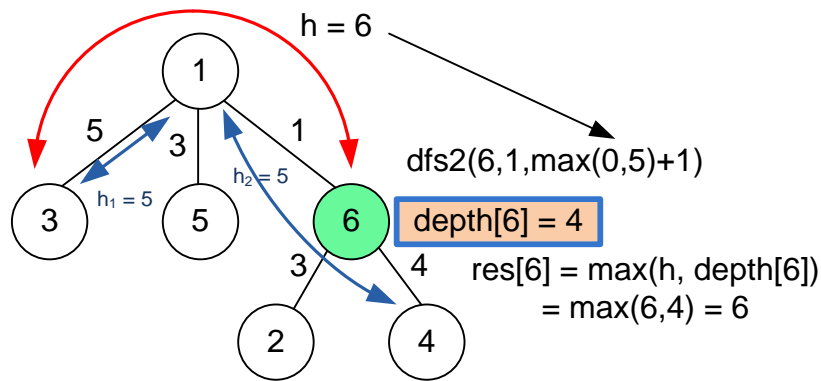 h = 6
1
5
3
1
dfs2(6,1,max(0,5)+1)
h₁ = 5
h₂ = 5
3
5
6
depth[6] = 4
3
4
res[6] = max(h, depth[6])
= max(6,4) = 6
2
4